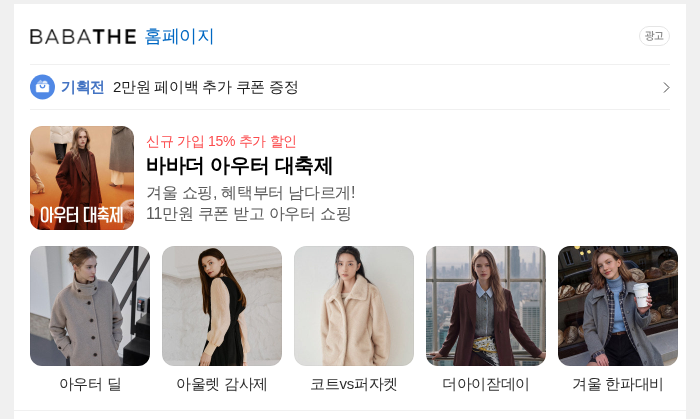 BABATHE 홈페이지
광고
기획전 2만원 페이백 추가 쿠폰 증정
아우터 대축제
신규 가입 15% 추가 할인
바바더 아우터 대축제
겨울 쇼핑, 혜택부터 남다르게!
11만원 쿠폰 받고 아우터 쇼핑
아우터 딜
아울렛 감사제
코트vs퍼자켓
더아이잗데이
겨울 한파대비